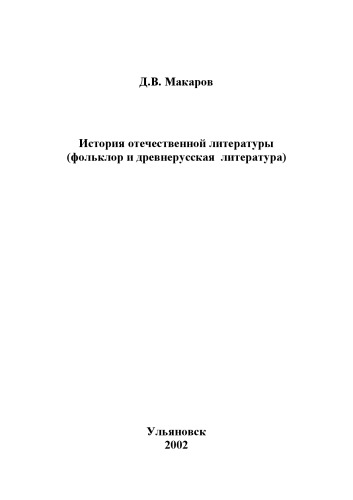 Д.В. Макаров
История отечественной литературы
(фольклор и древнерусская литература)
Ульяновск
2002